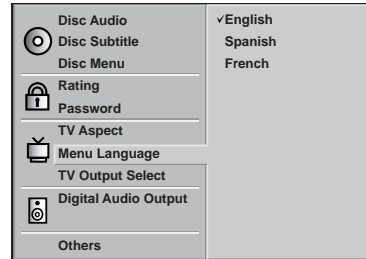 Disc Audio
Disc Subtitle
Disc Menu
Rating
Password
TV Aspect
Menu Language
TV Output Select
Digital Audio Output
Others
✓English
Spanish
French